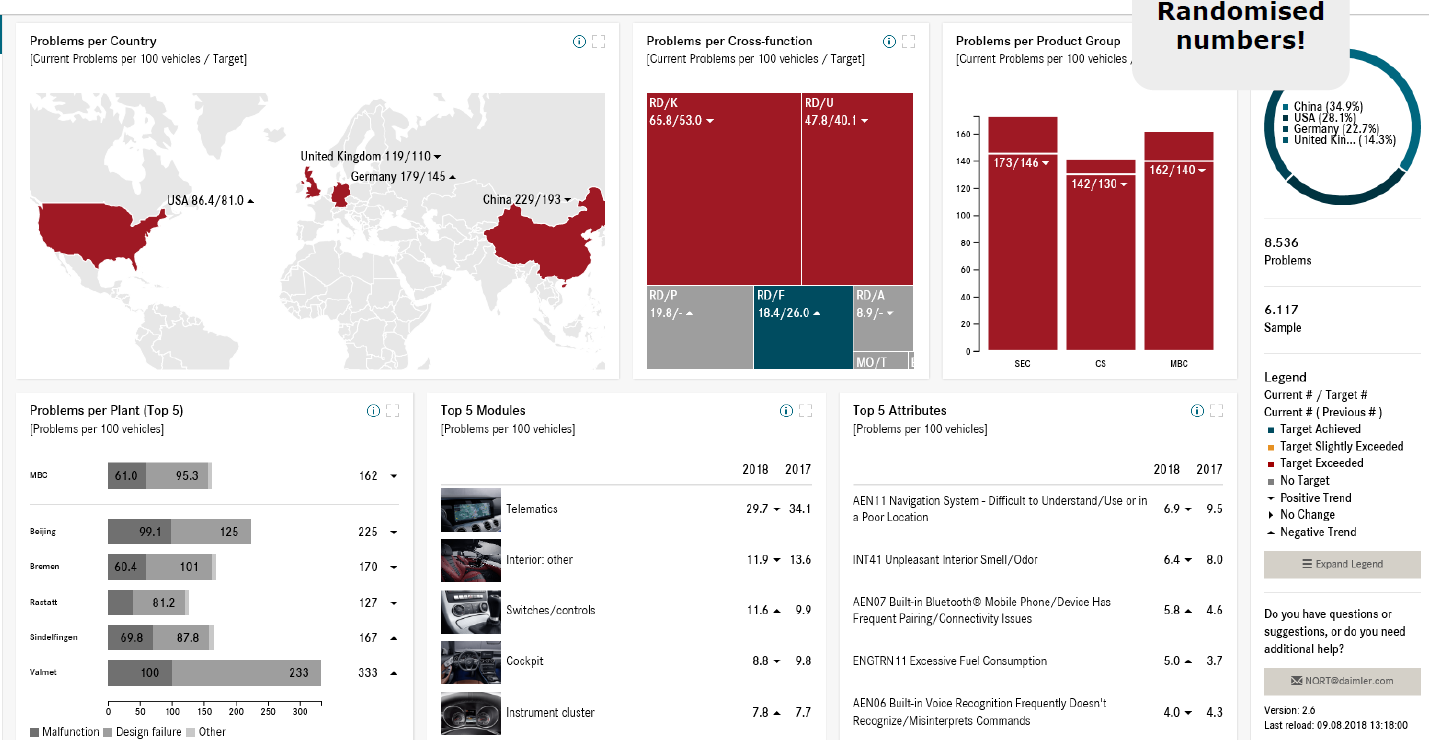 Randomised
numbers!
Problems per Country
[Current Problems per 100 vehicles / Target]
United Kingdom 119/110
Germany 179/145
USA 86.4/81.0
China 229/193
Problems per Cross-function
[Current Problems per 100 vehicles / Target]
RD/K
65.8/53.0
RD/U
47.8/40.1
RD/P
19.8/-
RD/F
18.4/26.0
RD/A
8.9/-
MO/T
Problems per Product Group
[Current Problems per 100 vehicles /
160
140
120
100
80
60
40
20
0
173/146
142/130
162/140
SEC CS MBC
China (34.9%)
USA (28.1%)
Germany (22.7%)
United Kin... (14.3%)
8.536
Problems
6.117
Sample
Legend
Current # / Target #
Current # ( Previous # )
Target Achieved
Target Slightly Exceeded
Target Exceeded
No Target
Positive Trend
No Change
Negative Trend
Expand Legend
Do you have questions or
suggestions, or do you need
additional help?
NORT@daimler.com
Version: 2.6
Last reload: 09.08.2018 13:18:00
Problems per Plant (Top 5)
[Problems per 100 vehicles]
MBC 61.0 95.3 162
Beijing 99.1 125 225
Bremen 60.4 101 170
Rastatt 81.2 127
Sindelfingen 69.8 87.8 167
Valmet 100 233 333
0 50 100 150 200 250 300
Malfunction Design failure Other
Top 5 Modules
[Problems per 100 vehicles]
2018 2017
Telematics 29.7 34.1
Interior: other 11.9 13.6
Switches/controls 11.6 9.9
Cockpit 8.8 9.8
Instrument cluster 7.8 7.7
Top 5 Attributes
[Problems per 100 vehicles]
2018 2017
AEN11 Navigation System - Difficult to Understand/Use or in
a Poor Location 6.9 9.5
INT41 Unpleasant Interior Smell/Odor 6.4 8.0
AEN07 Built-in Bluetooth® Mobile Phone/Device Has
Frequent Pairing/Connectivity Issues 5.8 4.6
ENGTRN11 Excessive Fuel Consumption 5.0 3.7
AEN06 Built-in Voice Recognition Frequently Doesn't
Recognize/Misinterprets Commands 4.0 4.3